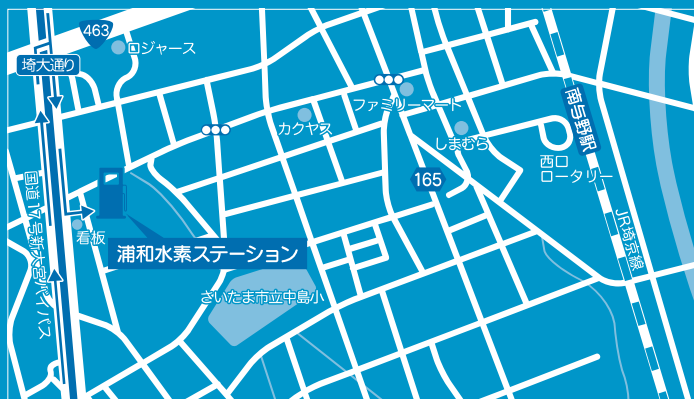 463
ロジャース
埼大通り
ファミリーマート
カクヤス
しまむら
南与野駅
西口
ロータリー
165
看板
浦和水素ステーション
国道17号新大宮バイパス
さいたま市立中島小
JR埼京線